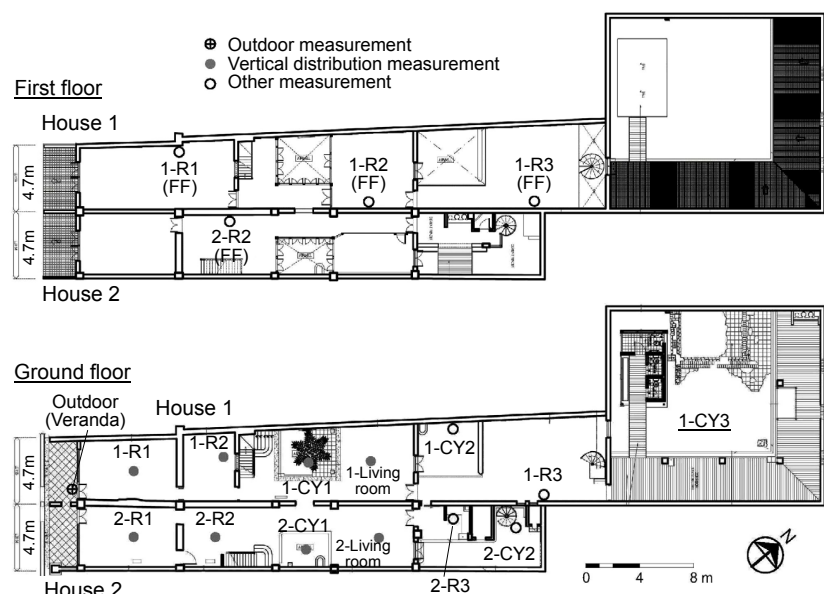 Outdoor measurement
Vertical distribution measurement
Other measurement
First floor
House 1
4.7m
4.7m
1-R1
(FF)
1-R2
(FF)
1-R3
(FF)
2-R2
(FF)
House 2
Ground floor
Outdoor
(Veranda)
House 1
4.7m
4.7m
1-R1
1-R2
1-CY1
1-Living
room
1-CY2
1-R3
1-CY3
2-R1
2-R2
2-CY1
2-Living
room
2-R3
2-CY2
House 2
N
0 4 8 m